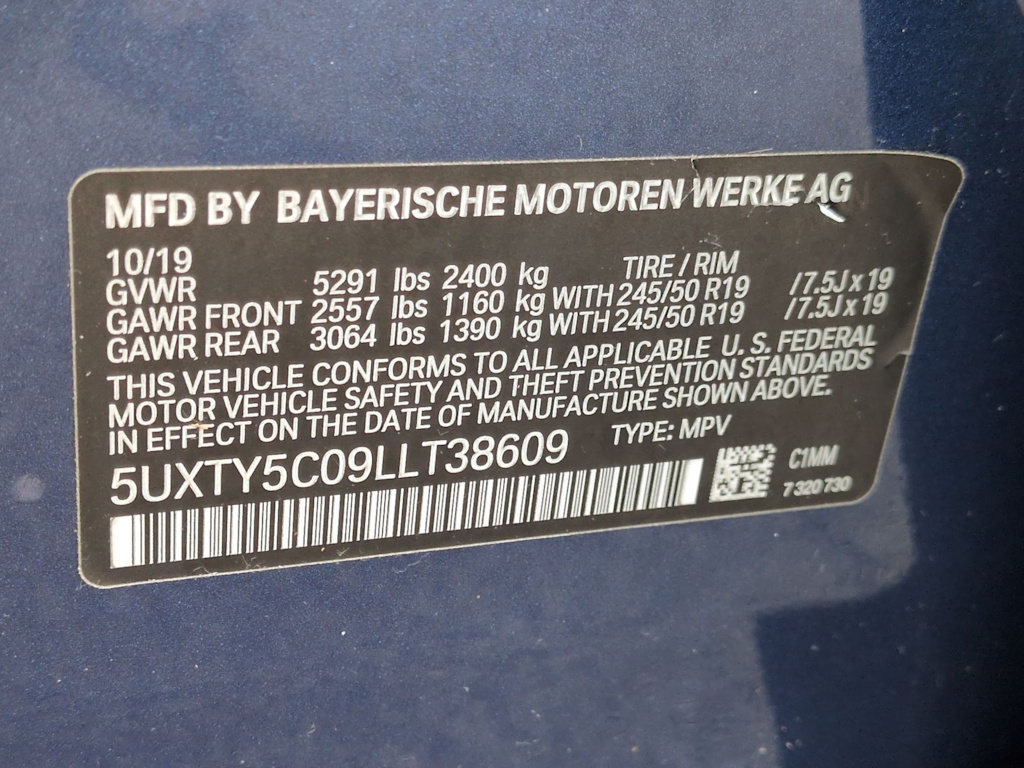 MFD BY BAYERISCHE MOTOREN WERKE AG
10/19
TIRE / RIM
GVWR 5291 lbs 2400 kg
GAWR FRONT 2557 lbs 1160 kg WITH 245/50 R19 /7.5J x 19
GAWR REAR 3064 lbs 1390 kg WITH 245/50 R19 /7.5J x 19
THIS VEHICLE CONFORMS TO ALL APPLICABLE U. S. FEDERAL
MOTOR VEHICLE SAFETY AND THEFT PREVENTION STANDARDS
IN EFFECT ON THE DATE OF MANUFACTURE SHOWN ABOVE.
5UXTY5C09LLT38609 TYPE: MPV
C1MM
7 320 730